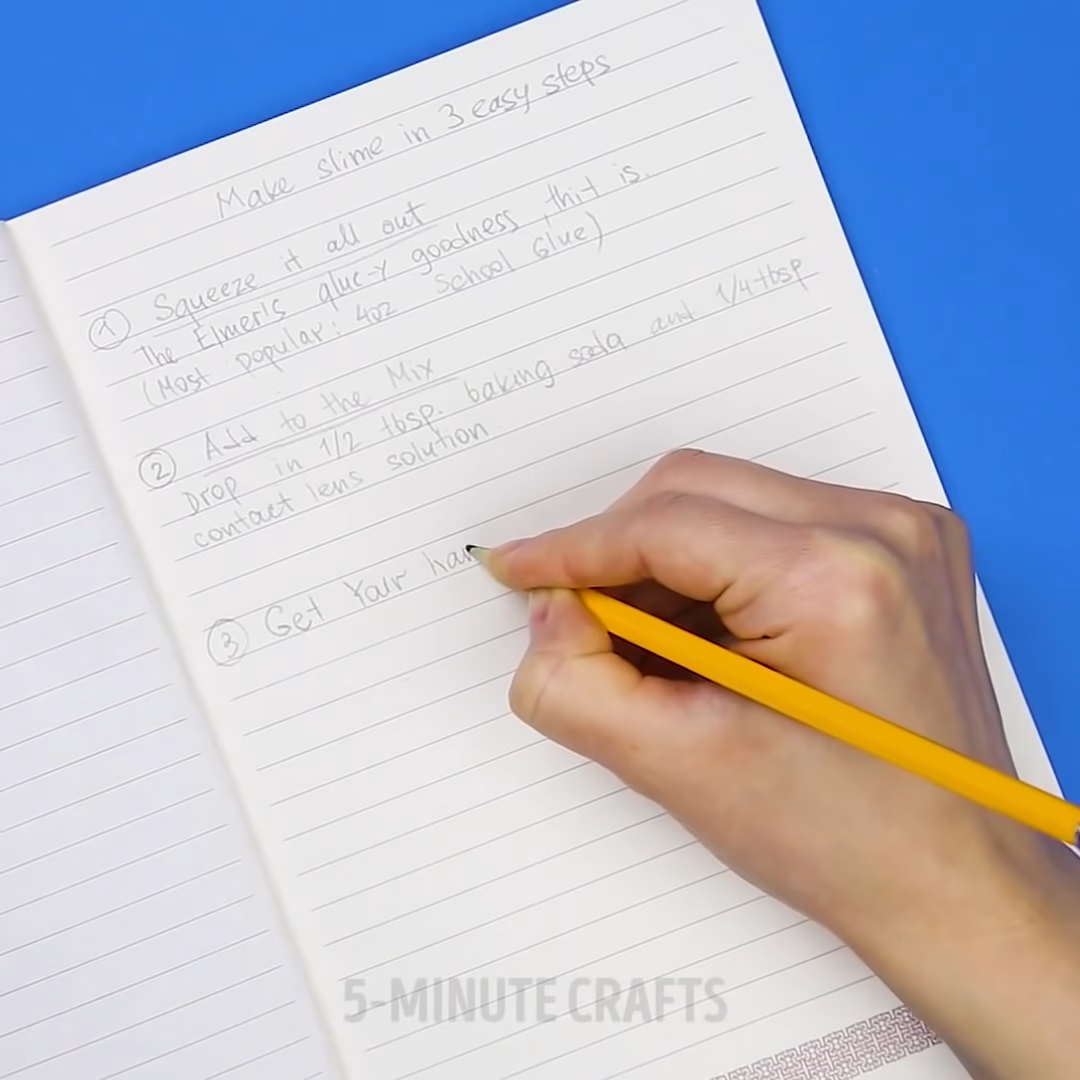 Make slime in 3 easy steps
① Squeeze it all out
The Elmer's glue-y goodness, that is.
(Most popular: 4oz School Glue)
② Add to the Mix
Drop in 1/2 tbsp. baking soda and 1/4 tbsp
contact lens solution
③ Get Your han
5-MINUTE CRAFTS